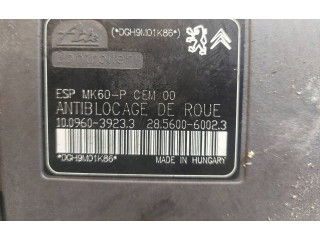 *DGH9M01K86*
Ate
ESP MK60-P CEM 00
ANTIBLOCAGE DE ROUE
10.0960-3923.3 28.5600-6002.3
*DGH9M01K86*
MADE IN HUNGARY